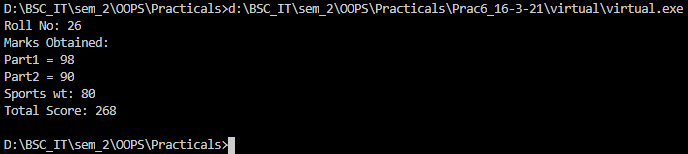 D:\BSC_IT\sem_2\OOPS\Practicals>d:\BSC_IT\sem_2\OOPS\Practicals\Prac6_16-3-21\virtual\virtual.exe
Roll No: 26
Marks Obtained:
Part1 = 98
Part2 = 90
Sports wt: 80
Total Score: 268
D:\BSC_IT\sem_2\OOPS\Practicals>